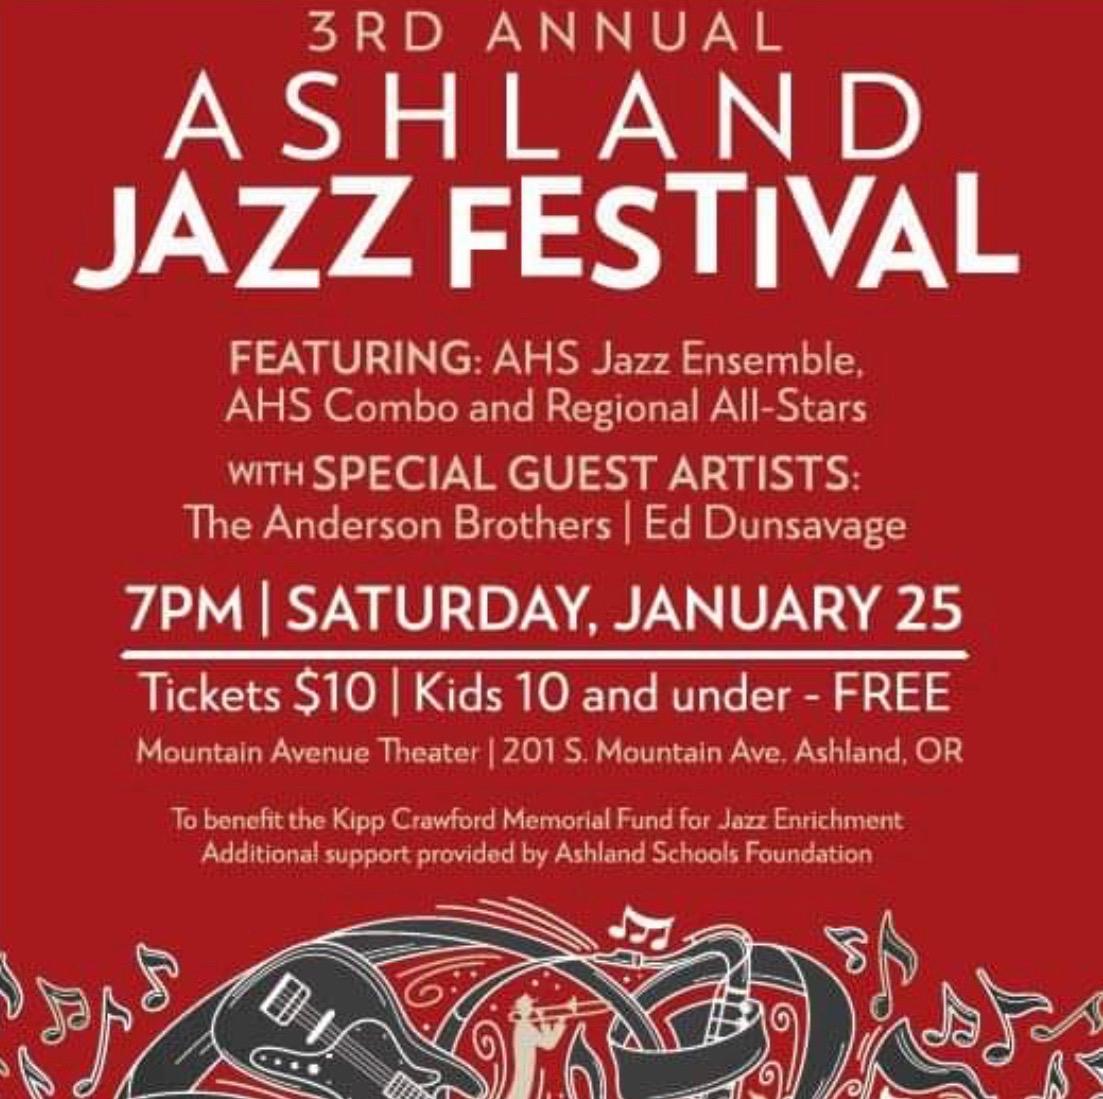 3RD ANNUAL
ASHLAND
JAZZ FESTIVAL
FEATURING: AHS Jazz Ensemble,
AHS Combo and Regional All-Stars
WITH SPECIAL GUEST ARTISTS:
The Anderson Brothers | Ed Dunsavage
7PM | SATURDAY, JANUARY 25
Tickets $10 | Kids 10 and under - FREE
Mountain Avenue Theater | 201 S. Mountain Ave. Ashland, OR
To benefit the Kipp Crawford Memorial Fund for Jazz Enrichment
Additional support provided by Ashland Schools Foundation